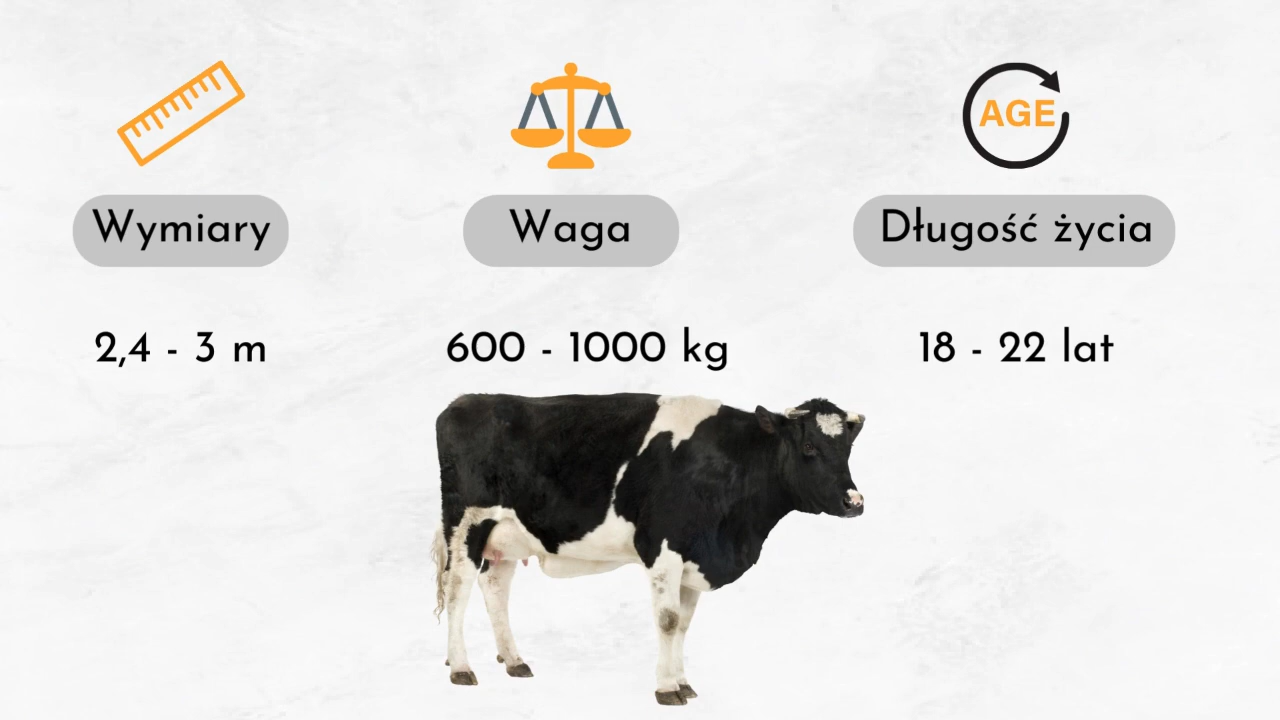 AGE
Wymiary
Waga
Długość życia
2,4 - 3 m
600 - 1000 kg
18 - 22 lat